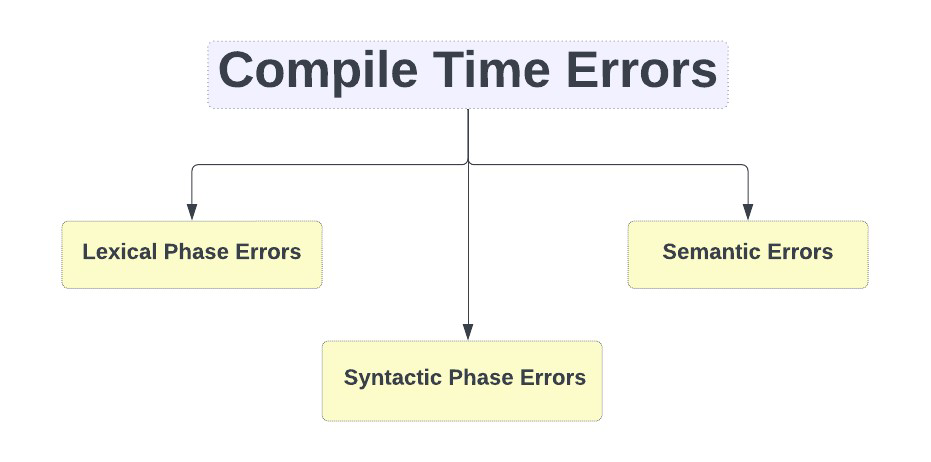 Compile Time Errors
Lexical Phase Errors
Semantic Errors
Syntactic Phase Errors